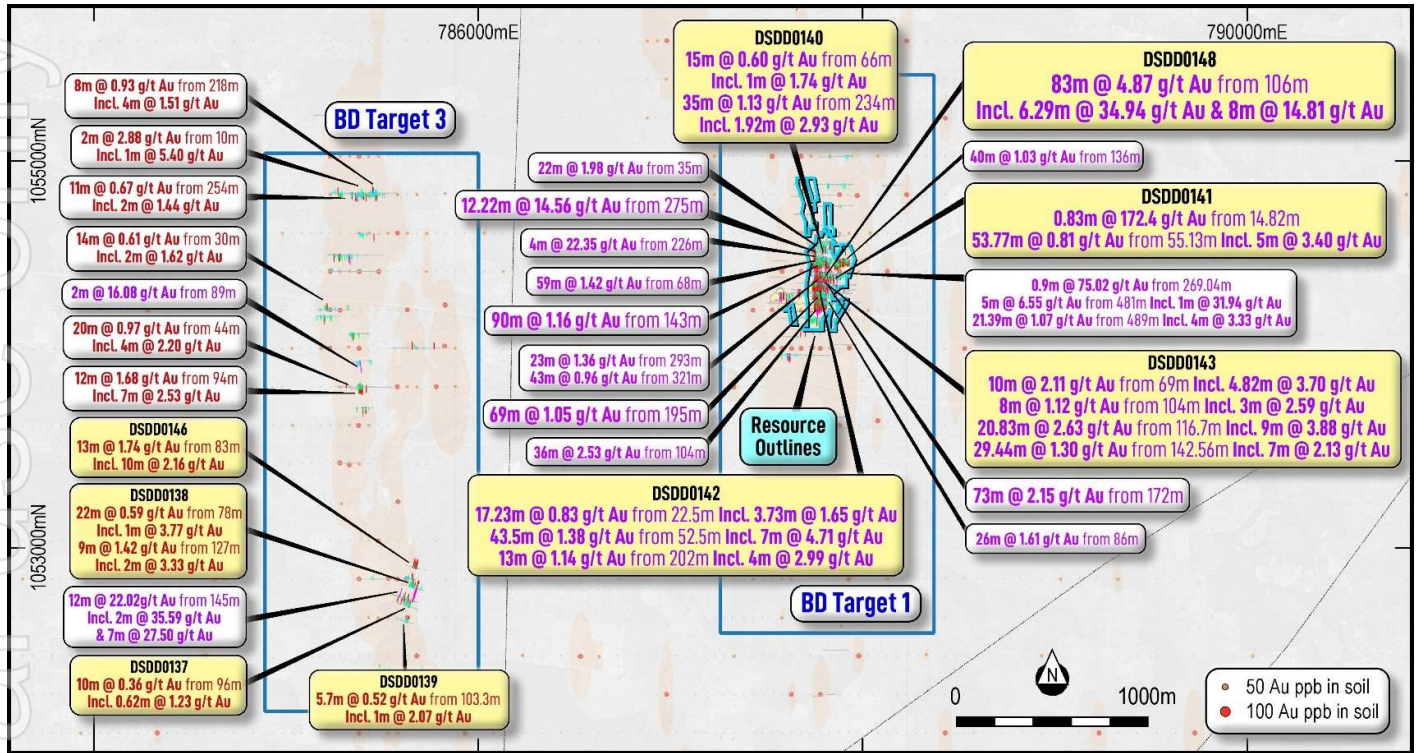 786000mE
790000mE
1055000mN
1053000mN
BD Target 3
8m @ 0.93 g/t Au from 218m
Incl. 4m @ 1.51 g/t Au
2m @ 2.88 g/t Au from 10m
Incl. 1m @ 5.40 g/t Au
11m @ 0.67 g/t Au from 254m
Incl. 2m @ 1.44 g/t Au
14m @ 0.61 g/t Au from 30m
Incl. 2m @ 1.62 g/t Au
2m @ 16.08 g/t Au from 89m
20m @ 0.97 g/t Au from 44m
Incl. 4m @ 2.20 g/t Au
12m @ 1.68 g/t Au from 94m
Incl. 7m @ 2.53 g/t Au
DSDD0146
13m @ 1.74 g/t Au from 83m
Incl. 10m @ 2.16 g/t Au
DSDD0138
22m @ 0.59 g/t Au from 78m
Incl. 1m @ 3.77 g/t Au
9m @ 1.42 g/t Au from 127m
Incl. 2m @ 3.33 g/t Au
12m @ 22.02g/t Au from 145m
Incl. 2m @ 35.59 g/t Au
& 7m @ 27.50 g/t Au
DSDD0137
10m @ 0.36 g/t Au from 96m
Incl. 0.62m @ 1.23 g/t Au
DSDD0139
5.7m @ 0.52 g/t Au from 103.3m
Incl. 1m @ 2.07 g/t Au
DSDD0140
15m @ 0.60 g/t Au from 66m
Incl. 1m @ 1.74 g/t Au
35m @ 1.13 g/t Au from 234m
Incl. 1.92m @ 2.93 g/t Au
22m @ 1.98 g/t Au from 35m
12.22m @ 14.56 g/t Au from 275m
4m @ 22.35 g/t Au from 226m
59m @ 1.42 g/t Au from 68m
90m @ 1.16 g/t Au from 143m
23m @ 1.36 g/t Au from 293m
43m @ 0.96 g/t Au from 321m
69m @ 1.05 g/t Au from 195m
36m @ 2.53 g/t Au from 104m
Resource
Outlines
DSDD0142
17.23m @ 0.83 g/t Au from 22.5m Incl. 3.73m @ 1.65 g/t Au
43.5m @ 1.38 g/t Au from 52.5m Incl. 7m @ 4.71 g/t Au
13m @ 1.14 g/t Au from 202m Incl. 4m @ 2.99 g/t Au
BD Target 1
DSDD0148
83m @ 4.87 g/t Au from 106m
Incl. 6.29m @ 34.94 g/t Au & 8m @ 14.81 g/t Au
40m @ 1.03 g/t Au from 136m
DSDD0141
0.83m @ 172.4 g/t Au from 14.82m
53.77m @ 0.81 g/t Au from 55.13m Incl. 5m @ 3.40 g/t Au
0.9m @ 75.02 g/t Au from 269.04m
5m @ 6.55 g/t Au from 481m Incl. 1m @ 31.94 g/t Au
21.39m @ 1.07 g/t Au from 489m Incl. 4m @ 3.33 g/t Au
DSDD0143
10m @ 2.11 g/t Au from 69m Incl. 4.82m @ 3.70 g/t Au
8m @ 1.12 g/t Au from 104m Incl. 3m @ 2.59 g/t Au
20.83m @ 2.63 g/t Au from 116.7m Incl. 9m @ 3.88 g/t Au
29.44m @ 1.30 g/t Au from 142.56m Incl. 7m @ 2.13 g/t Au
73m @ 2.15 g/t Au from 172m
26m @ 1.61 g/t Au from 86m
N
0
1000m
50 Au ppb in soil
100 Au ppb in soil